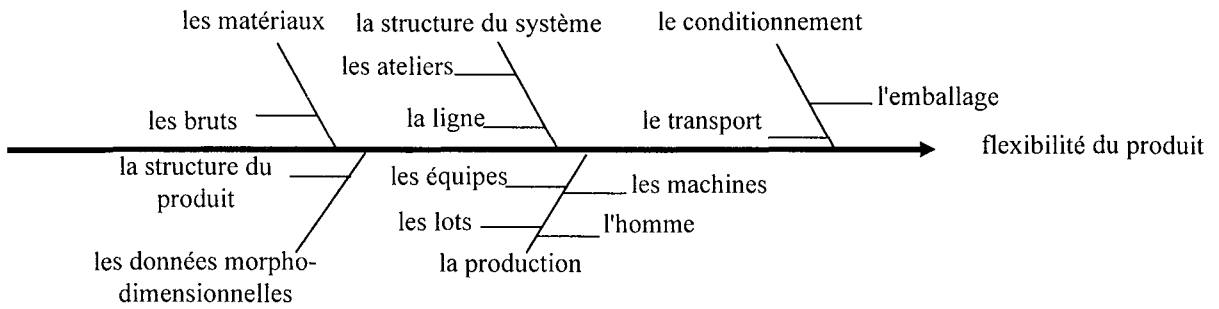 les matériaux
la structure du système
le conditionnement
les ateliers
l'emballage
les bruts
la ligne
le transport
flexibilité du produit
la structure du
produit
les équipes
les machines
les lots
l'homme
les données morpho-
dimensionnelles
la production